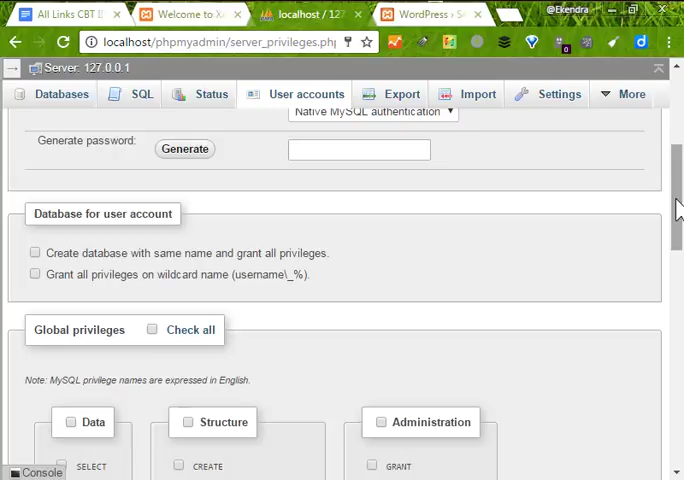 All Links CBT I
Welcome to X
localhost / 127
WordPress › S
@Ekendra
localhost/phpmyadmin/server_privileges.php
Server: 127.0.0.1
Databases SQL Status User accounts Export Import Settings More
Native MySQL authentication
Generate password: Generate
Database for user account
Create database with same name and grant all privileges.
Grant all privileges on wildcard name (username\_%).
Global privileges Check all
Note: MySQL privilege names are expressed in English.
Data Structure Administration
SELECT CREATE GRANT
Console